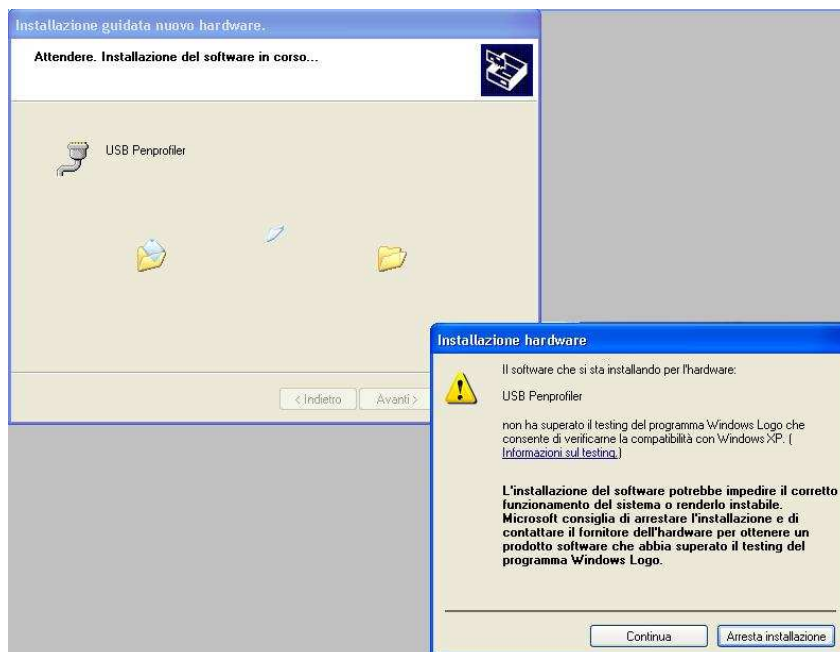 Installazione guidata nuovo hardware.
Attendere. Installazione del software in corso...
USB Penprofiler
< Indietro
Avanti >
Installazione hardware
Il software che si sta installando per l'hardware:
USB Penprofiler
non ha superato il testing del programma Windows Logo che
consente di verificarne la compatibilità con Windows XP. (
Informazioni sul testing.)
L'installazione del software potrebbe impedire il corretto
funzionamento del sistema o renderlo instabile.
Microsoft consiglia di arrestare l'installazione e di
contattare il fornitore dell'hardware per ottenere un
prodotto software che abbia superato il testing del
programma Windows Logo.
Continua
Arresta installazione